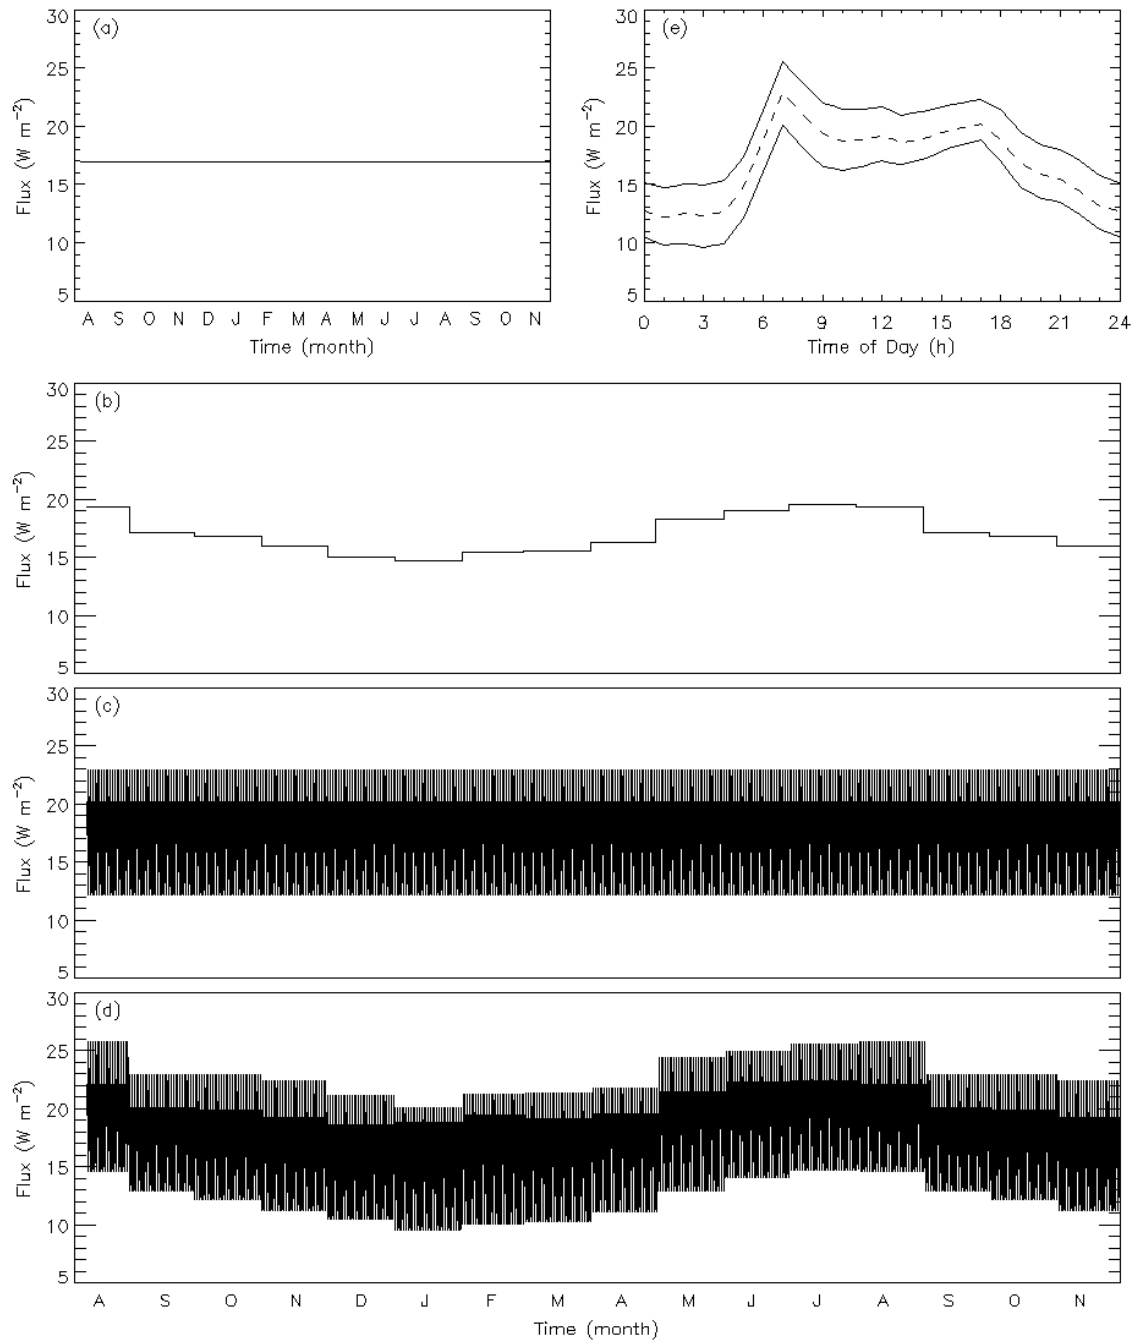 (a)
30
25
20
15
10
5
Flux (W m⁻²)
A S O N D J F M A M J J A S O N
Time (month)
(e)
30
25
20
15
10
5
Flux (W m⁻²)
0 3 6 9 12 15 18 21 24
Time of Day (h)
(b)
30
25
20
15
10
5
Flux (W m⁻²)
(c)
30
25
20
15
10
5
Flux (W m⁻²)
(d)
30
25
20
15
10
5
Flux (W m⁻²)
A S O N D J F M A M J J A S O N
Time (month)